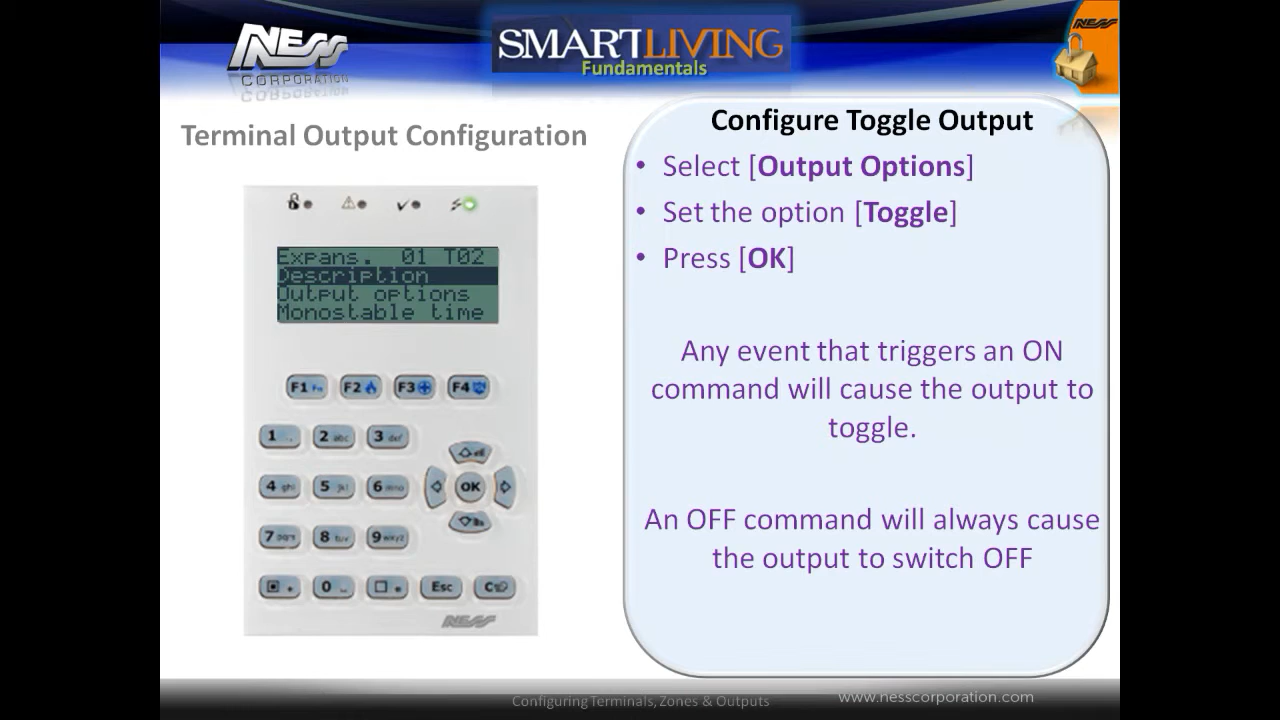 NESS
CORPORATION
SMARTLIVING
Fundamentals
NESS
Terminal Output Configuration
Expans. 01 T02
Description
Output options
Monostable time
F1 Fn F2 F3 F4
1 2 abc 3 def
4 ghi 5 jkl 6 mno OK
7 pqrs 8 tuv 9 wxyz
0 Esc C
NESS
Configure Toggle Output
• Select [Output Options]
• Set the option [Toggle]
• Press [OK]
Any event that triggers an ON
command will cause the output to
toggle.
An OFF command will always cause
the output to switch OFF
Configuring Terminals, Zones & Outputs
www.nesscorporation.com